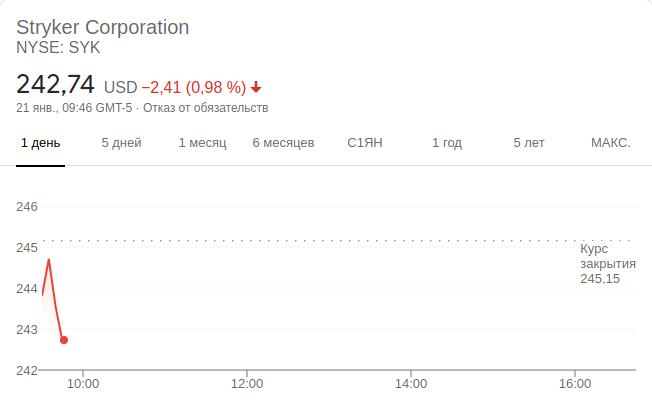 Stryker Corporation
NYSE: SYK
242,74 USD −2,41 (0,98 %)
21 янв., 09:46 GMT-5 · Отказ от обязательств
1 день 5 дней 1 месяц 6 месяцев С1ЯН 1 год 5 лет МАКС.
246
245
Курс
закрытия
245,15
244
243
242
10:00 12:00 14:00 16:00